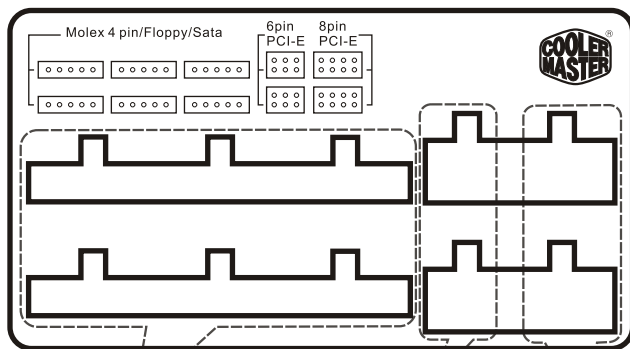 Molex 4 pin/Floppy/Sata
6pin
PCI-E
8pin
PCI-E
COOLER
MASTER
®